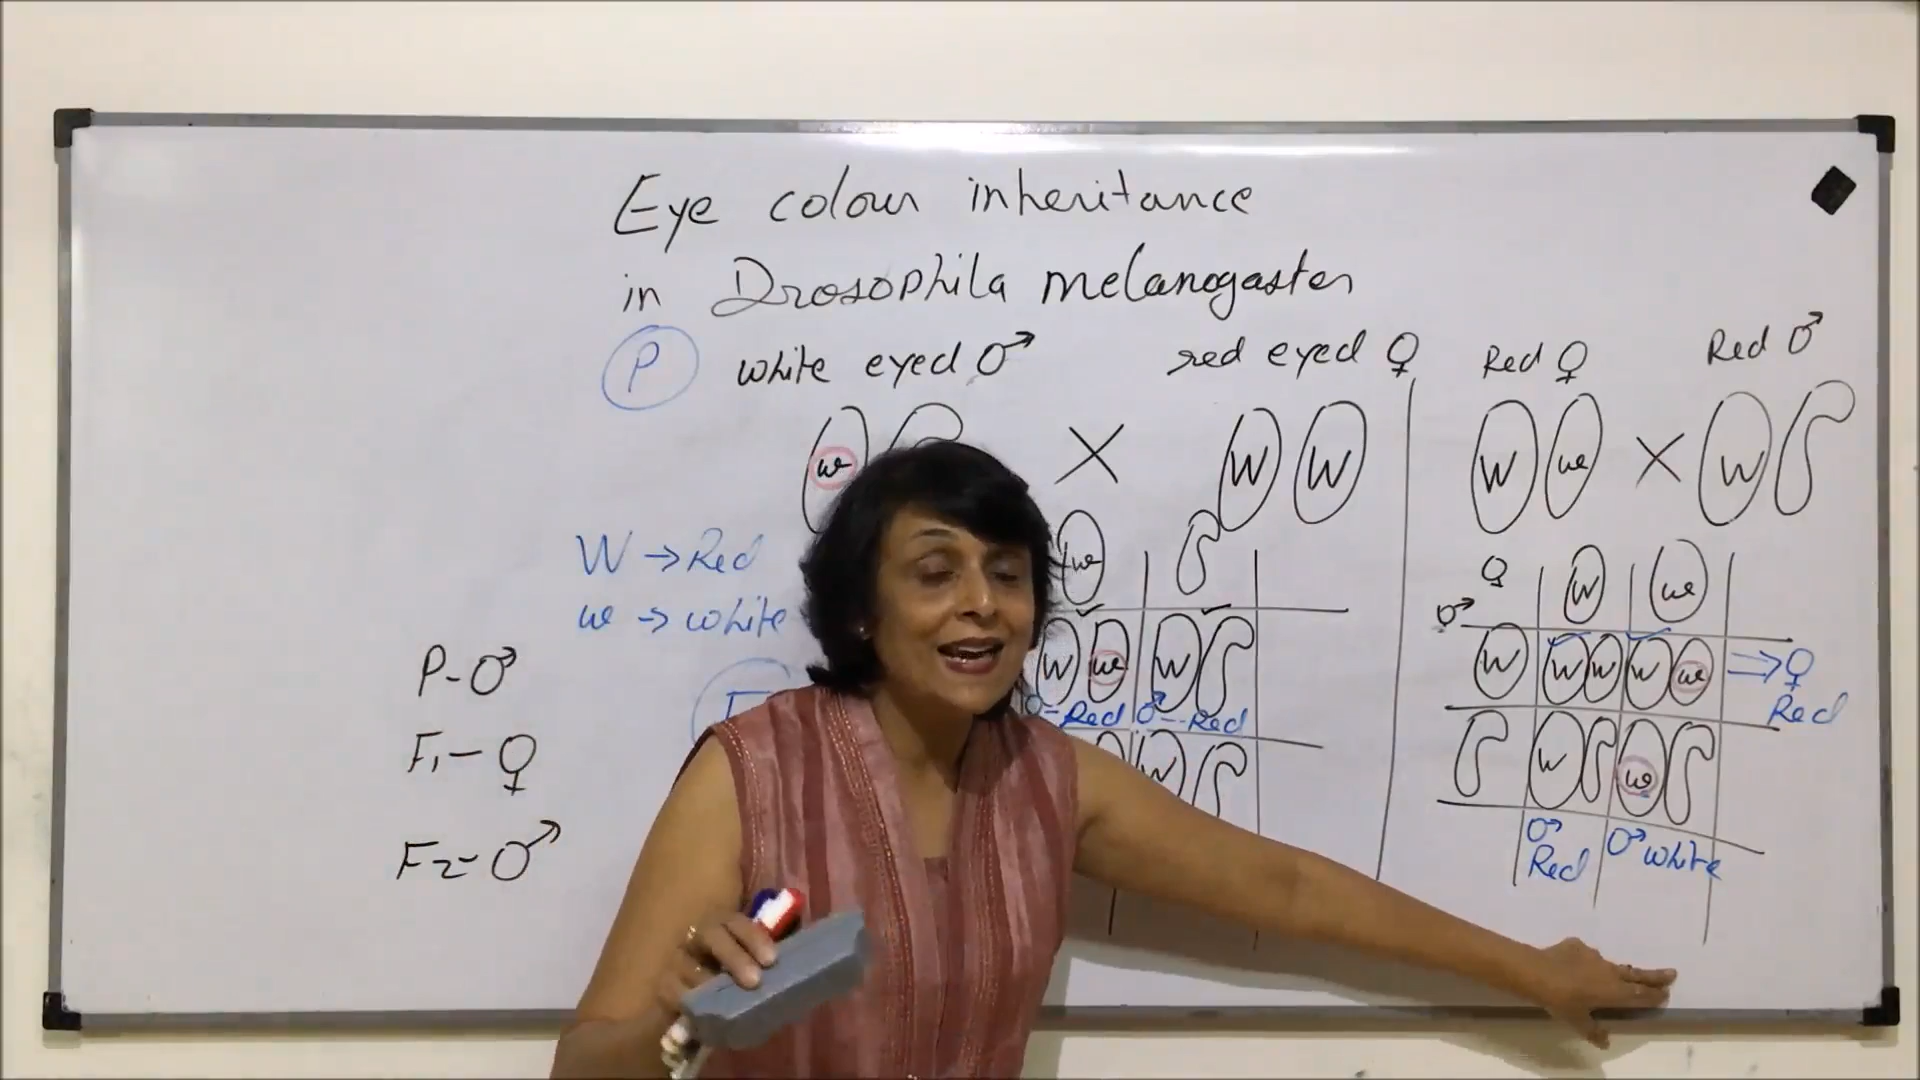 Eye colour inheritance
in Drosophila melanogaster
P white eyed ♂ red eyed ♀
w × W W
W → Red
w → white
w
W w W
♀ - Red ♂ - Red
W
P - ♂
F1 - ♀
F2 - ♂
Red ♀ Red ♂
W w × W
♀ W w
♂
W W W W w ⇒ ♀
Red
W w
♂ ♂ white
Red